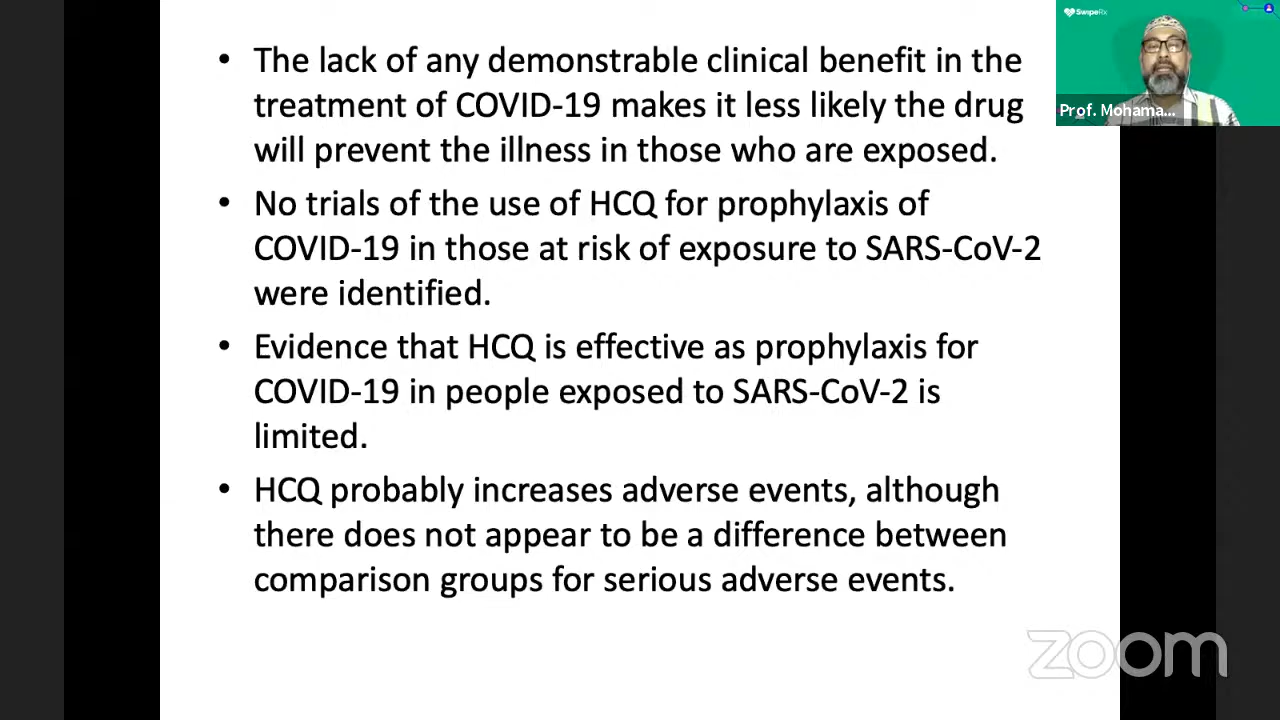 • The lack of any demonstrable clinical benefit in the
treatment of COVID-19 makes it less likely the drug
will prevent the illness in those who are exposed.
• No trials of the use of HCQ for prophylaxis of
COVID-19 in those at risk of exposure to SARS-CoV-2
were identified.
• Evidence that HCQ is effective as prophylaxis for
COVID-19 in people exposed to SARS-CoV-2 is
limited.
• HCQ probably increases adverse events, although
there does not appear to be a difference between
comparison groups for serious adverse events.
SwipeRx
Prof. Mohama...
zoom